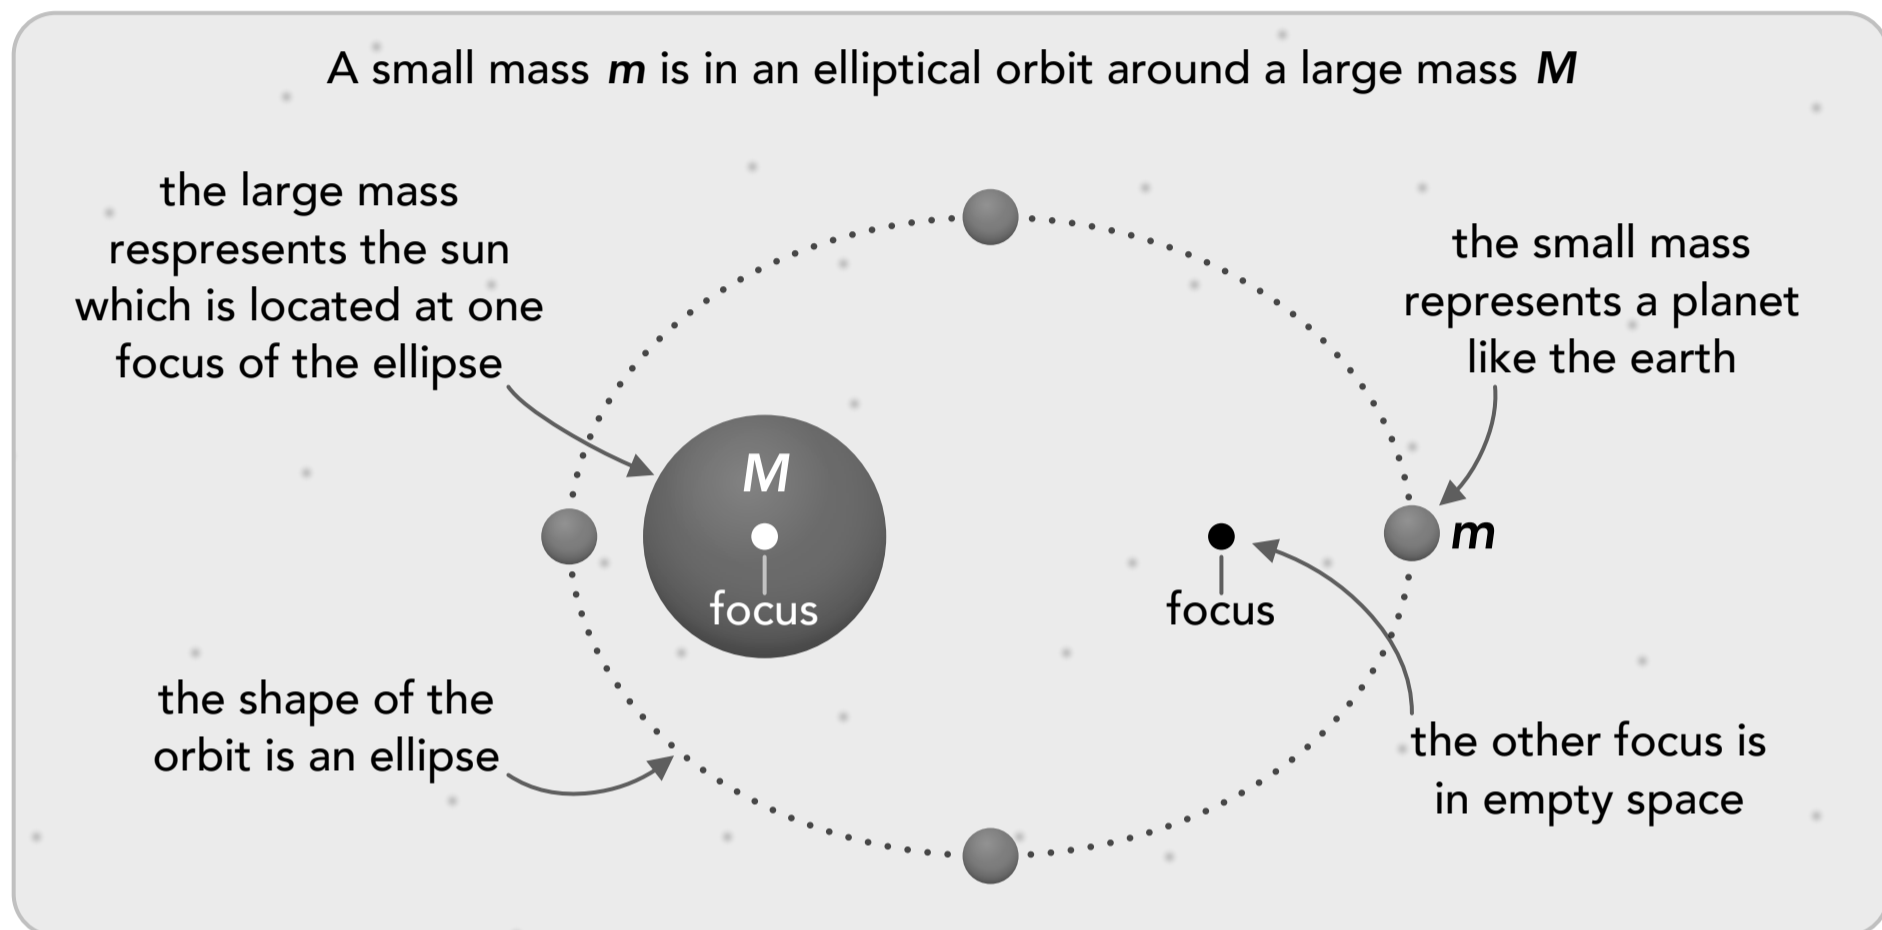 A small mass m is in an elliptical orbit around a large mass M
the large mass
respresents the sun
which is located at one
focus of the ellipse
the small mass
represents a planet
like the earth
M
focus
focus
m
the shape of the
orbit is an ellipse
the other focus is
in empty space